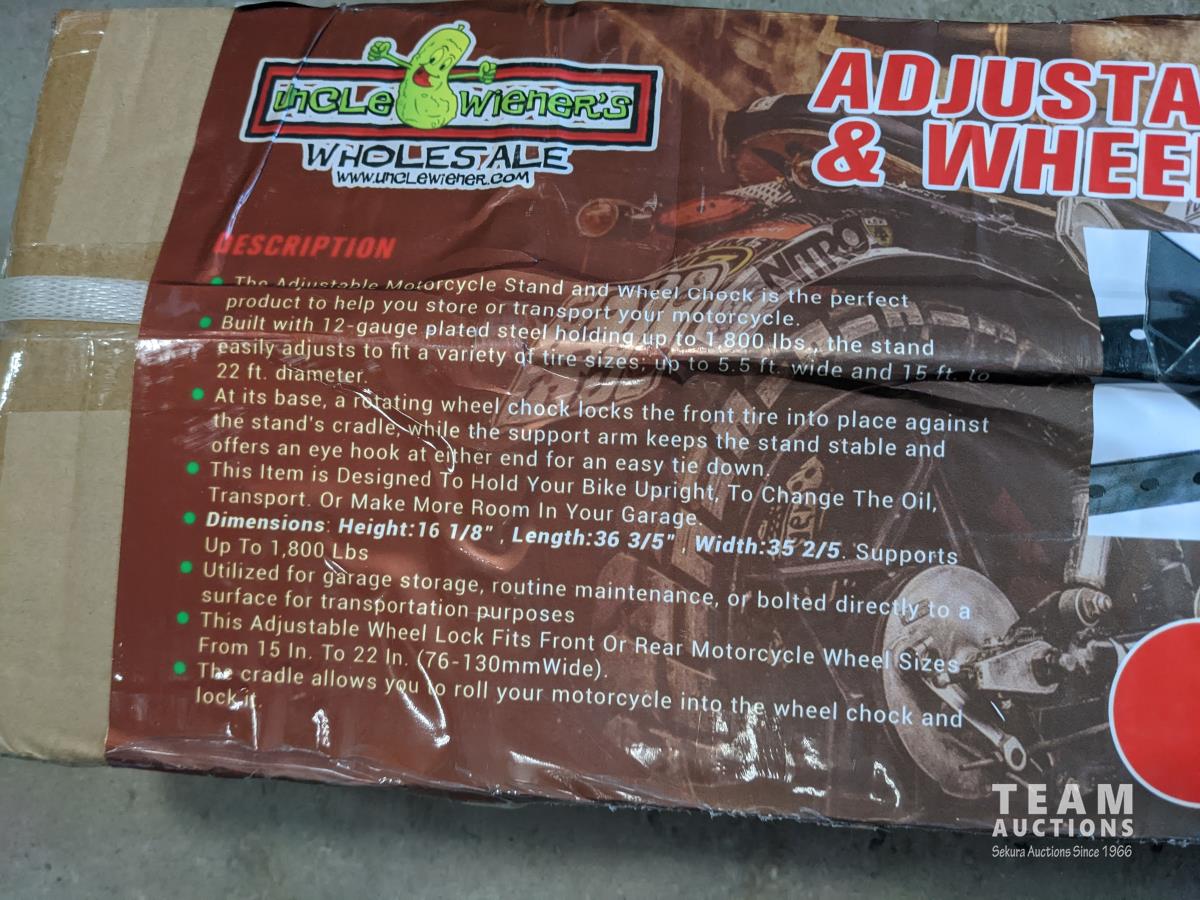 UNCLE WIENER'S
WHOLESALE
www.UNCLEWIENER.COM
ADJUSTA
& WHEE
DESCRIPTION
The Adjustable Motorcycle Stand and Wheel Chock is the perfect
product to help you store or transport your motorcycle.
Built with 12-gauge plated steel holding up to 1.800 lbs., the stand
easily adjusts to fit a variety of tire sizes; up to 5.5 ft. wide and 15 ft. to
22 ft. diameter
At its base, a rotating wheel chock locks the front tire into place against
the stand's cradle, while the support arm keeps the stand stable and
offers an eye hook at either end for an easy tie down.
This Item is Designed To Hold Your Bike Upright, To Change The Oil,
Transport. Or Make More Room In Your Garage.
Dimensions: Height:16 1/8" , Length:36 3/5" , Width:35 2/5. Supports
Up To 1,800 Lbs
Utilized for garage storage, routine maintenance, or bolted directly to a
surface for transportation purposes
This Adjustable Wheel Lock Fits Front Or Rear Motorcycle Wheel Sizes
From 15 In. To 22 In. (76-130mmWide).
The cradle allows you to roll your motorcycle into the wheel chock and
lock it.
NITRO
TEAM
AUCTIONS
Sekura Auctions Since 1966